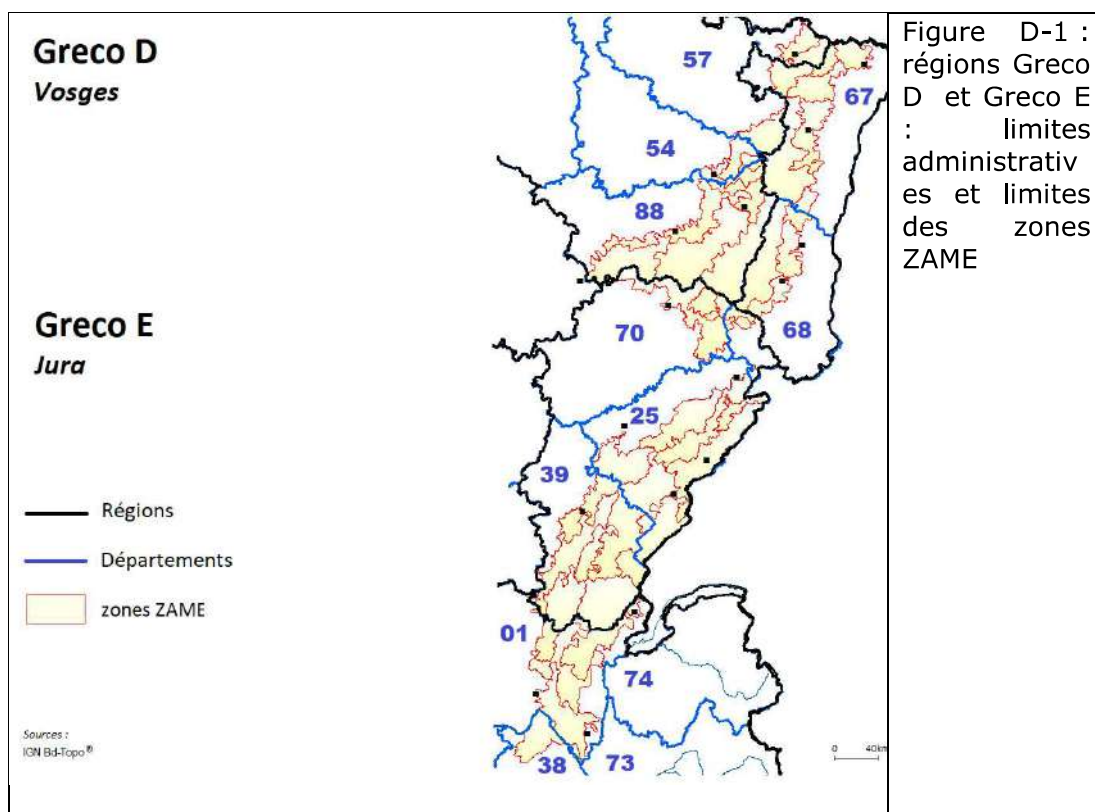 Greco D
Vosges
57
67
54
88
Greco E
Jura
70
68
25
39
Régions
Départements
zones ZAME
01
74
Sources :
IGN Bd-Topo®
38
73
0 40km
Figure D-1 :
régions Greco
D et Greco E
: limites
administrativ
es et limites
des zones
ZAME